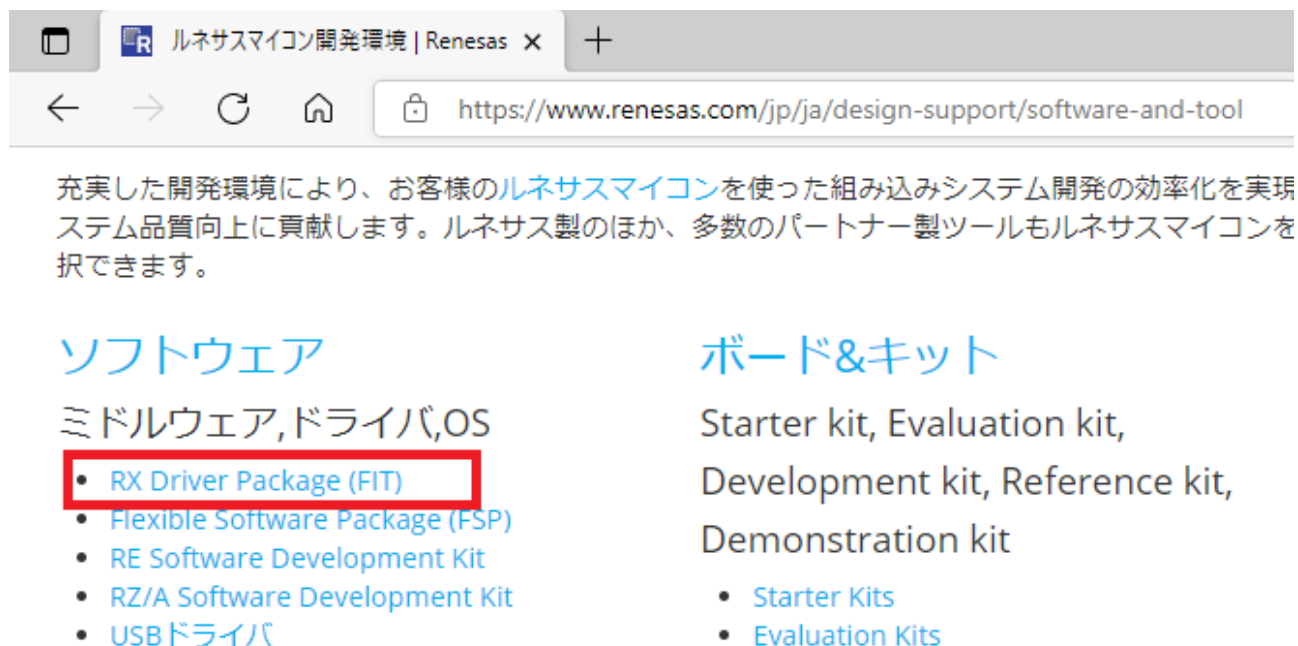 ルネサスマイコン開発環境 | Renesas
https://www.renesas.com/jp/ja/design-support/software-and-tool
充実した開発環境により、お客様のルネサスマイコンを使った組み込みシステム開発の効率化を実現
ステム品質向上に貢献します。ルネサス製のほか、多数のパートナー製ツールもルネサスマイコンを
択できます。
ソフトウェア
ミドルウェア,ドライバ,OS
• RX Driver Package (FIT)
• Flexible Software Package (FSP)
• RE Software Development Kit
• RZ/A Software Development Kit
• USBドライバ
ボード&キット
Starter kit, Evaluation kit,
Development kit, Reference kit,
Demonstration kit
• Starter Kits
• Evaluation Kits